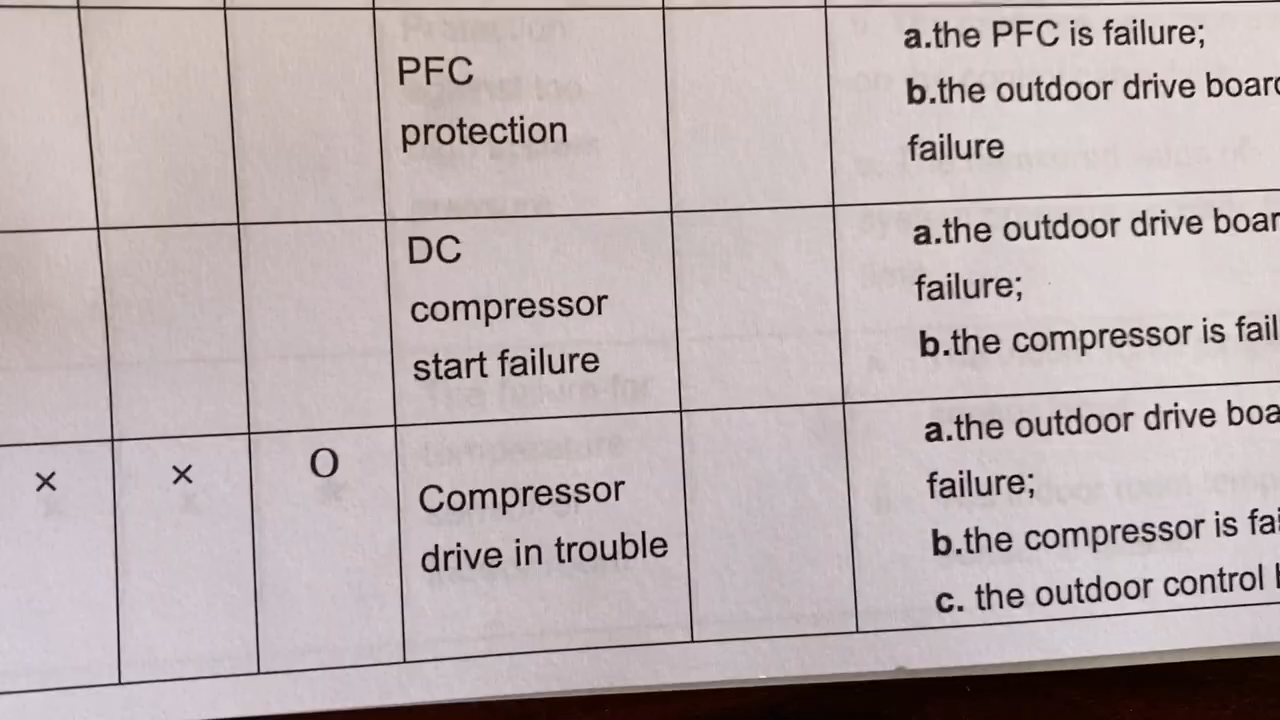 PFC
protection
a.the PFC is failure;
b.the outdoor drive board
failure
DC
compressor
start failure
a.the outdoor drive boar
failure;
b.the compressor is fail
× × O
Compressor
drive in trouble
a.the outdoor drive boa
failure;
b.the compressor is fai
c. the outdoor control